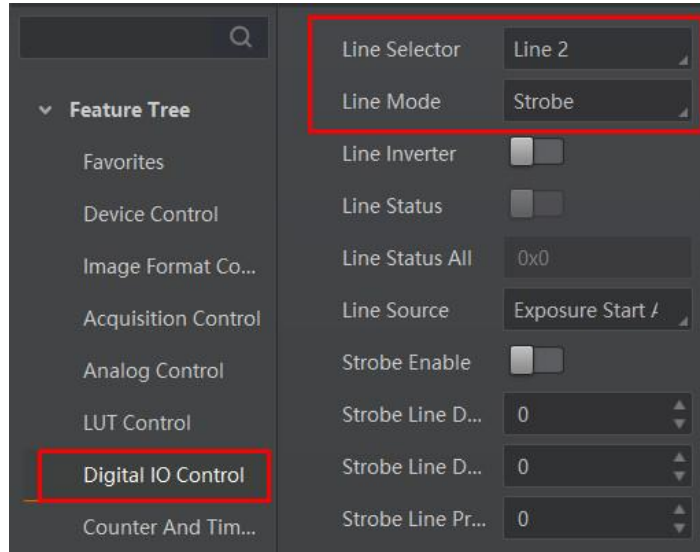 Feature Tree
Favorites
Device Control
Image Format Co...
Acquisition Control
Analog Control
LUT Control
Digital IO Control
Counter And Tim...
Line Selector Line 2
Line Mode Strobe
Line Inverter
Line Status
Line Status All 0x0
Line Source Exposure Start A
Strobe Enable
Strobe Line D... 0
Strobe Line D... 0
Strobe Line Pr... 0